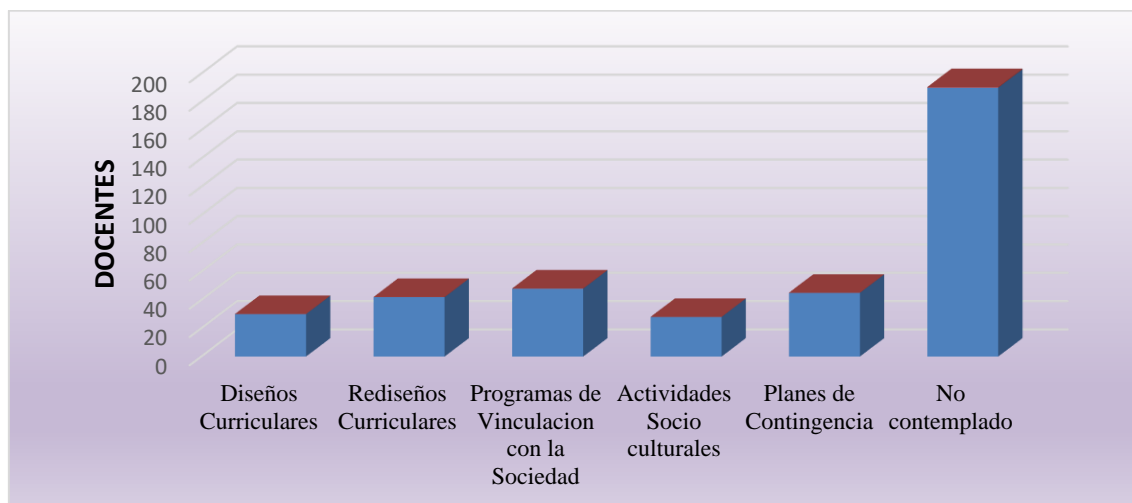 DOCENTES
200
180
160
140
120
100
80
60
40
20
0
Diseños
Curriculares
Rediseños
Curriculares
Programas de
Vinculacion
con la
Sociedad
Actividades
Socio
culturales
Planes de
Contingencia
No
contemplado